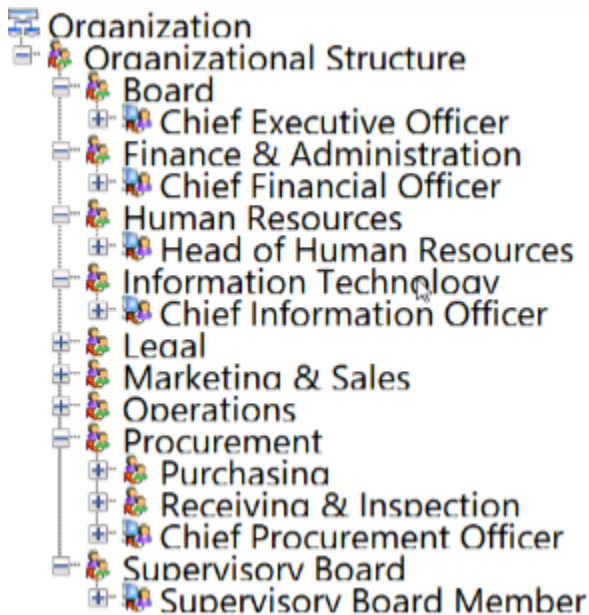 Organization
Organizational Structure
Board
Chief Executive Officer
Finance & Administration
Chief Financial Officer
Human Resources
Head of Human Resources
Information Technology
Chief Information Officer
Legal
Marketing & Sales
Operations
Procurement
Purchasing
Receiving & Inspection
Chief Procurement Officer
Supervisory Board
Supervisory Board Member